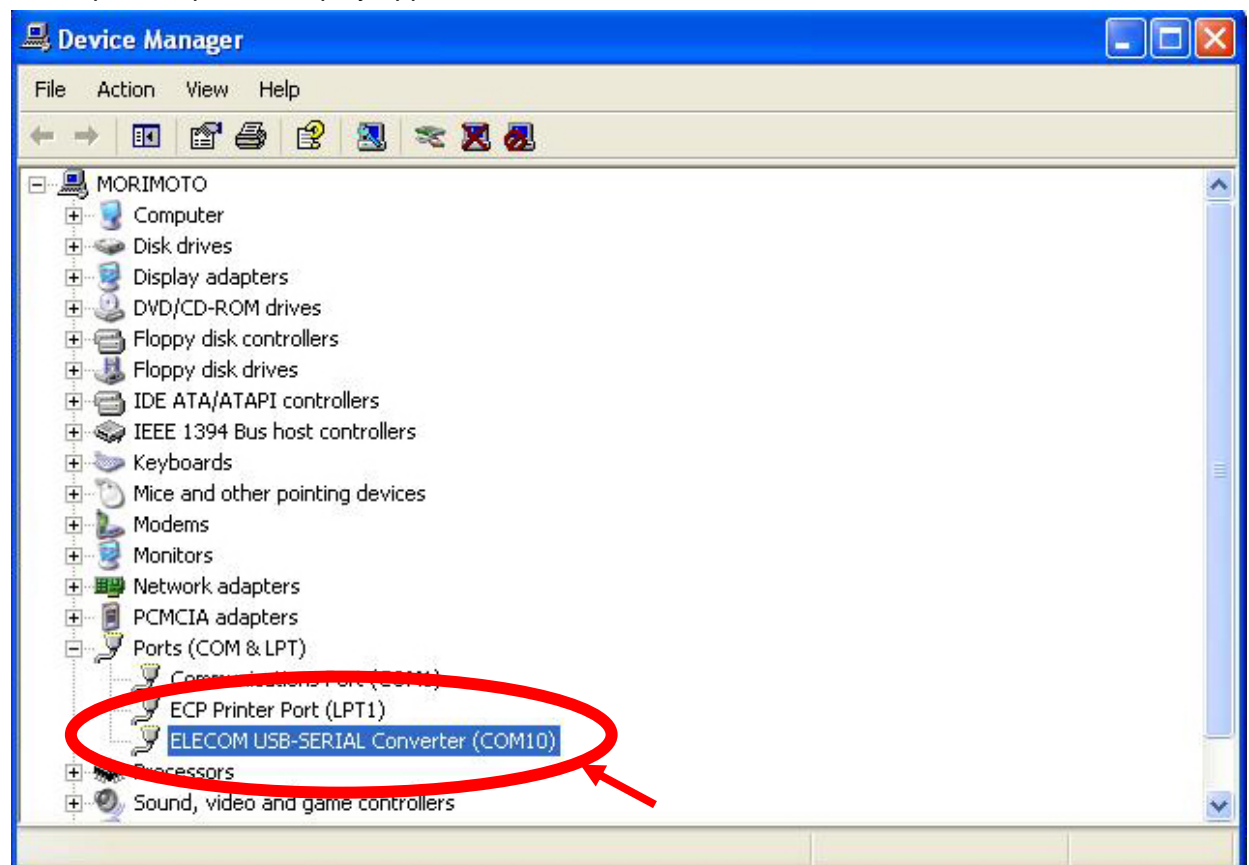 Device Manager
File Action View Help
MORIMOTO
Computer
Disk drives
Display adapters
DVD/CD-ROM drives
Floppy disk controllers
Floppy disk drives
IDE ATA/ATAPI controllers
IEEE 1394 Bus host controllers
Keyboards
Mice and other pointing devices
Modems
Monitors
Network adapters
PCMCIA adapters
Ports (COM & LPT)
Communications Port
ECP Printer Port (LPT1)
ELECOM USB-SERIAL Converter (COM10)
Processors
Sound, video and game controllers